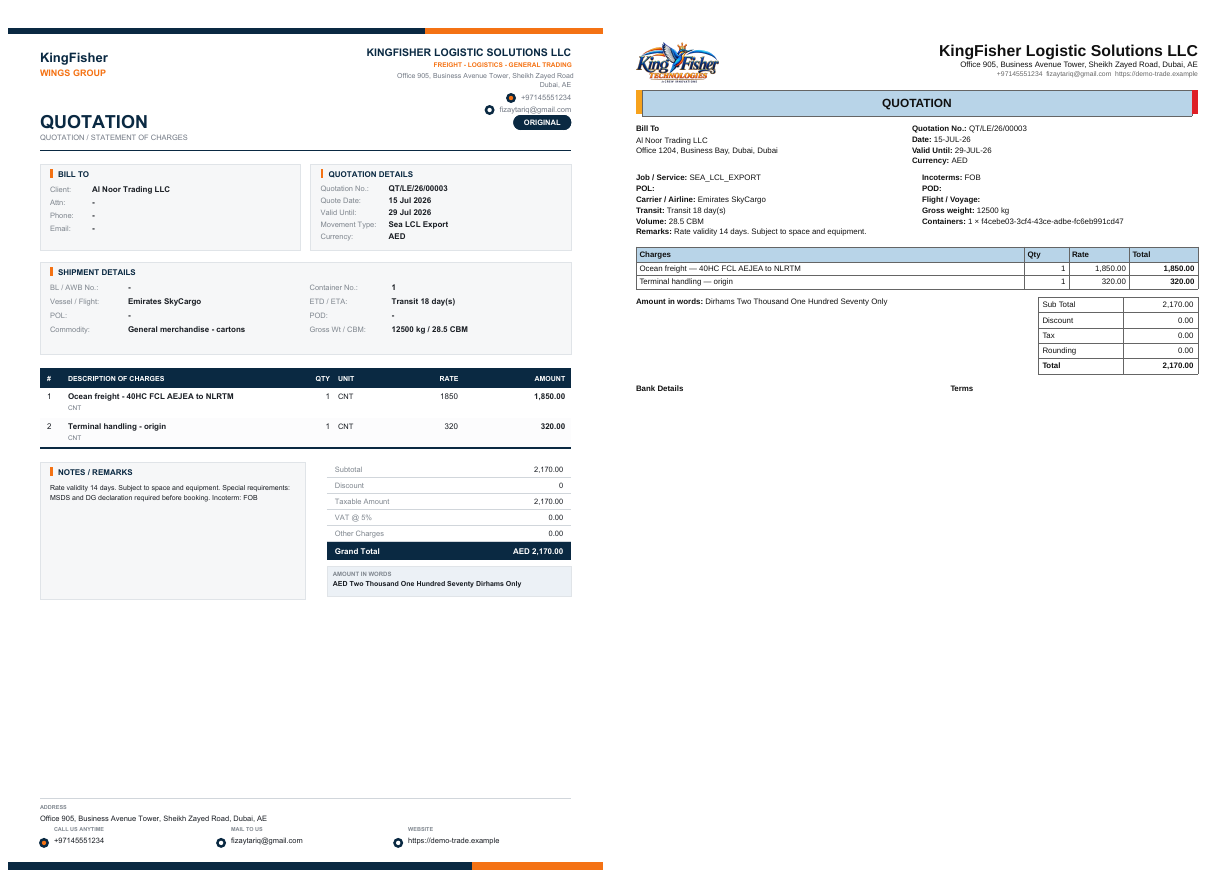 KingFisher
WINGS GROUP
KINGFISHER LOGISTIC SOLUTIONS LLC
FREIGHT - LOGISTICS - GENERAL TRADING
Office 905, Business Avenue Tower, Sheikh Zayed Road
Dubai, AE
+97145551234
fizaytariq@gmail.com
ORIGINAL
QUOTATION
QUOTATION / STATEMENT OF CHARGES
BILL TO
Client: Al Noor Trading LLC
Attn: -
Phone: -
Email: -
QUOTATION DETAILS
Quotation No.: QT/LE/26/00003
Quote Date: 15 Jul 2026
Valid Until: 29 Jul 2026
Movement Type: Sea LCL Export
Currency: AED
SHIPMENT DETAILS
BL / AWB No.: - Container No.: 1
Vessel / Flight: Emirates SkyCargo ETD / ETA: Transit 18 day(s)
POL: - POD: -
Commodity: General merchandise - cartons Gross Wt / CBM: 12500 kg / 28.5 CBM
# DESCRIPTION OF CHARGES QTY UNIT RATE AMOUNT
1 Ocean freight - 40HC FCL AEJEA to NLRTM 1 CNT 1850 1,850.00
CNT
2 Terminal handling - origin 1 CNT 320 320.00
CNT
NOTES / REMARKS
Rate validity 14 days. Subject to space and equipment. Special requirements:
MSDS and DG declaration required before booking. Incoterm: FOB
Subtotal 2,170.00
Discount 0
Taxable Amount 2,170.00
VAT @ 5% 0.00
Other Charges 0.00
Grand Total AED 2,170.00
AMOUNT IN WORDS
AED Two Thousand One Hundred Seventy Dirhams Only
ADDRESS
Office 905, Business Avenue Tower, Sheikh Zayed Road, Dubai, AE
CALL US ANYTIME MAIL TO US WEBSITE
+97145551234 fizaytariq@gmail.com https://demo-trade.example
King Fisher
TECHNOLOGIES
KingFisher Logistic Solutions LLC
Office 905, Business Avenue Tower, Sheikh Zayed Road, Dubai, AE
+97145551234 fizaytariq@gmail.com https://demo-trade.example
QUOTATION
Bill To
Al Noor Trading LLC
Office 1204, Business Bay, Dubai, Dubai
Quotation No.: QT/LE/26/00003
Date: 15-JUL-26
Valid Until: 29-JUL-26
Currency: AED
Job / Service: SEA_LCL_EXPORT Incoterms: FOB
POL: POD:
Carrier / Airline: Emirates SkyCargo Flight / Voyage:
Transit: Transit 18 day(s) Gross weight: 12500 kg
Volume: 28.5 CBM Containers: 1 × f4cebe03-3cf4-43ce-adbe-fc6eb991cd47
Remarks: Rate validity 14 days. Subject to space and equipment.
Charges Qty Rate Total
Ocean freight — 40HC FCL AEJEA to NLRTM 1 1,850.00 1,850.00
Terminal handling — origin 1 320.00 320.00
Amount in words: Dirhams Two Thousand One Hundred Seventy Only
Sub Total 2,170.00
Discount 0.00
Tax 0.00
Rounding 0.00
Total 2,170.00
Bank Details Terms